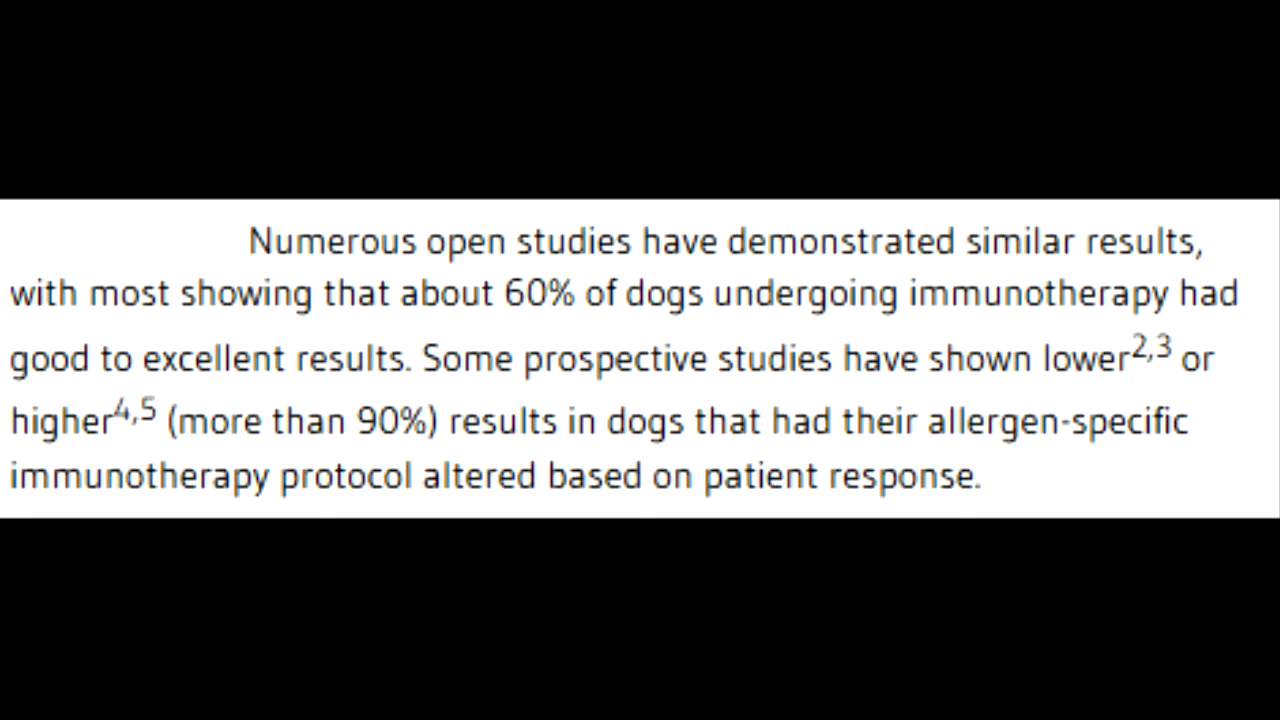 Numerous open studies have demonstrated similar results,
with most showing that about 60% of dogs undergoing immunotherapy had
good to excellent results. Some prospective studies have shown lower2,3 or
higher4,5 (more than 90%) results in dogs that had their allergen-specific
immunotherapy protocol altered based on patient response.